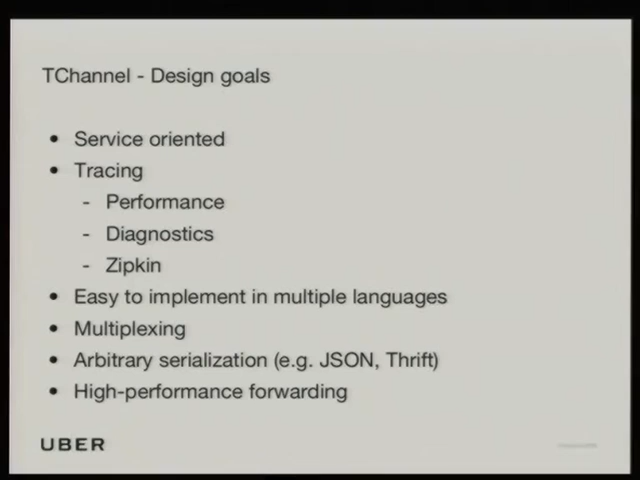 TChannel - Design goals
• Service oriented
• Tracing
- Performance
- Diagnostics
- Zipkin
• Easy to implement in multiple languages
• Multiplexing
• Arbitrary serialization (e.g. JSON, Thrift)
• High-performance forwarding
UBER